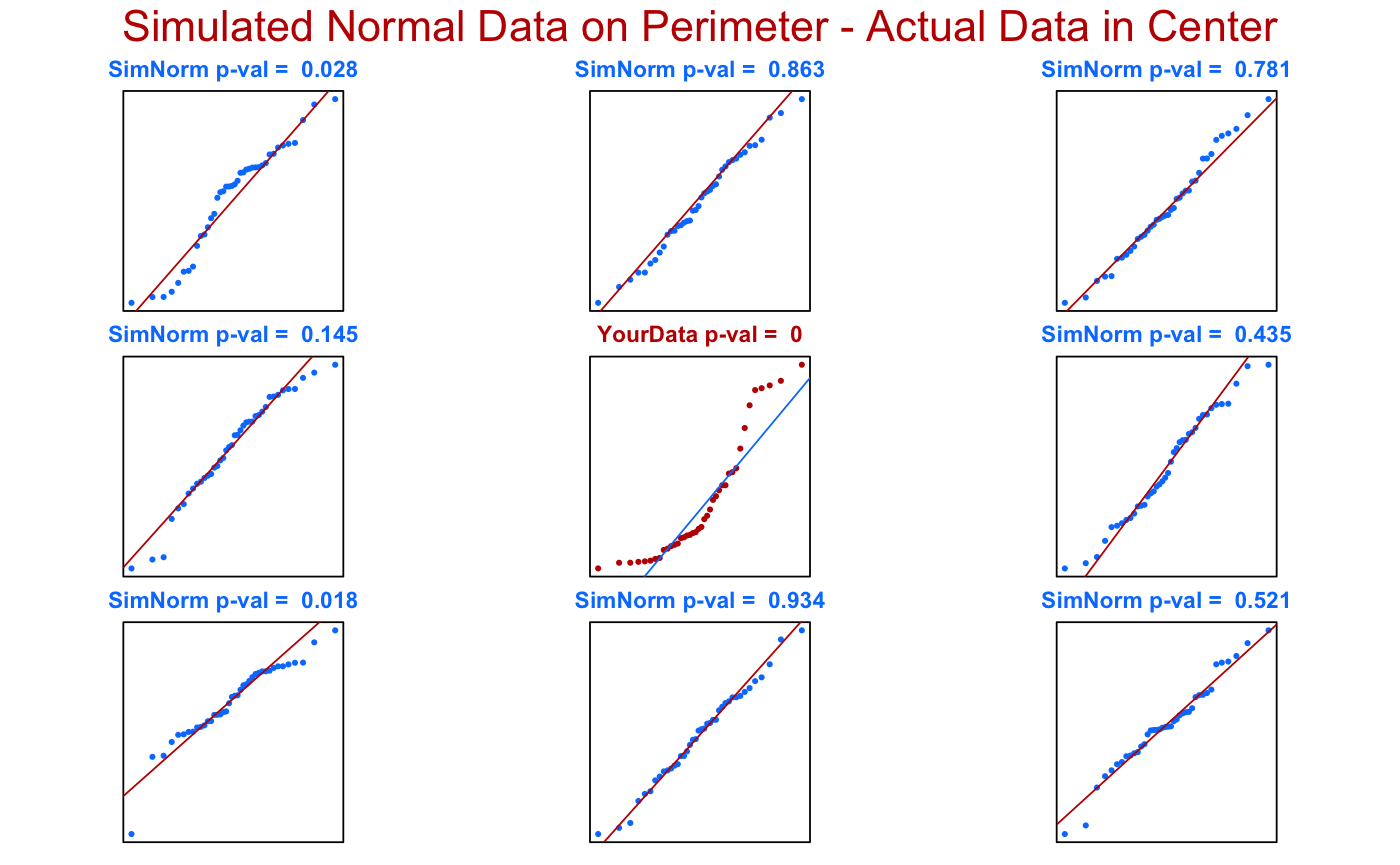 Simulated Normal Data on Perimeter - Actual Data in Center
SimNorm p-val =  0.028
SimNorm p-val =  0.863
SimNorm p-val =  0.781
SimNorm p-val =  0.145
YourData p-val =  0
SimNorm p-val =  0.435
SimNorm p-val =  0.018
SimNorm p-val =  0.934
SimNorm p-val =  0.521